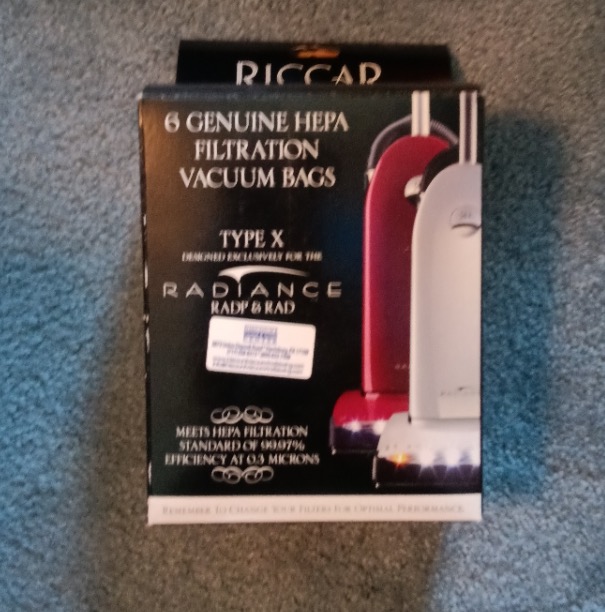 RICCAR
6 GENUINE HEPA
FILTRATION
VACUUM BAGS
TYPE X
DESIGNED EXCLUSIVELY FOR THE
RADIANCE
RADP & RAD
MEETS HEPA FILTRATION
STANDARD OF 99.97%
EFFICIENCY AT 0.3 MICRONS
REMEMBER TO CHANGE YOUR FILTERS FOR OPTIMAL PERFORMANCE.